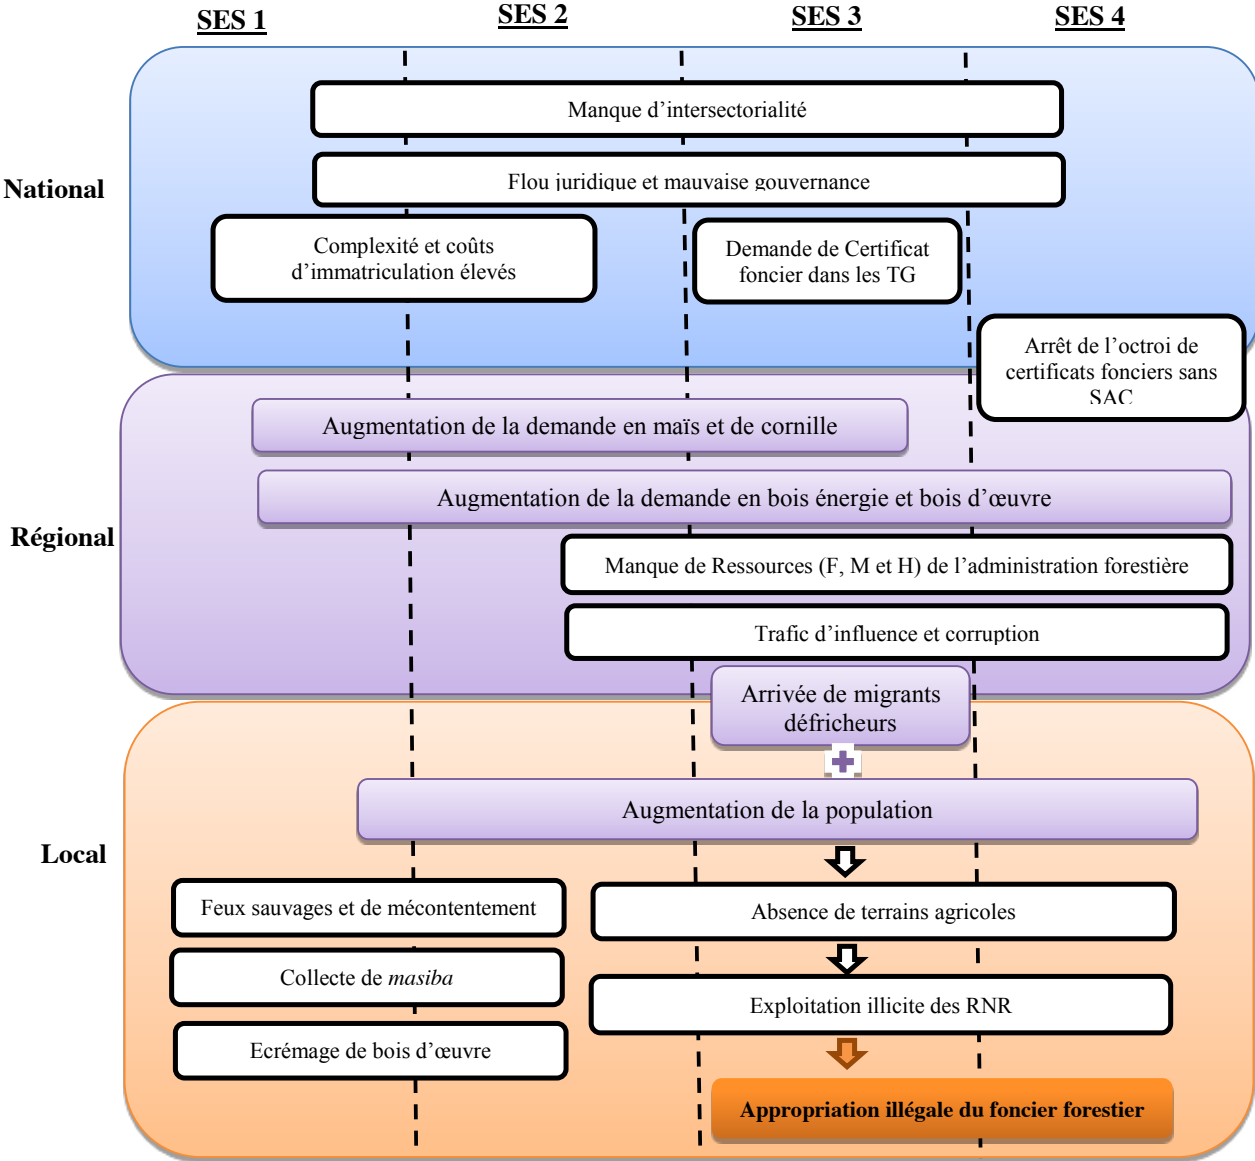 SES 1
SES 2
SES 3
SES 4
National
Manque d’intersectorialité
Flou juridique et mauvaise gouvernance
Complexité et coûts
d’immatriculation élevés
Demande de Certificat
foncier dans les TG
Arrêt de l’octroi de
certificats fonciers sans
SAC
Régional
Augmentation de la demande en maïs et de cornille
Augmentation de la demande en bois énergie et bois d’œuvre
Manque de Ressources (F, M et H) de l’administration forestière
Trafic d’influence et corruption
Arrivée de migrants
défricheurs
Local
Augmentation de la population
Feux sauvages et de mécontentement
Absence de terrains agricoles
Collecte de masiba
Exploitation illicite des RNR
Ecrémage de bois d’œuvre
Appropriation illégale du foncier forestier